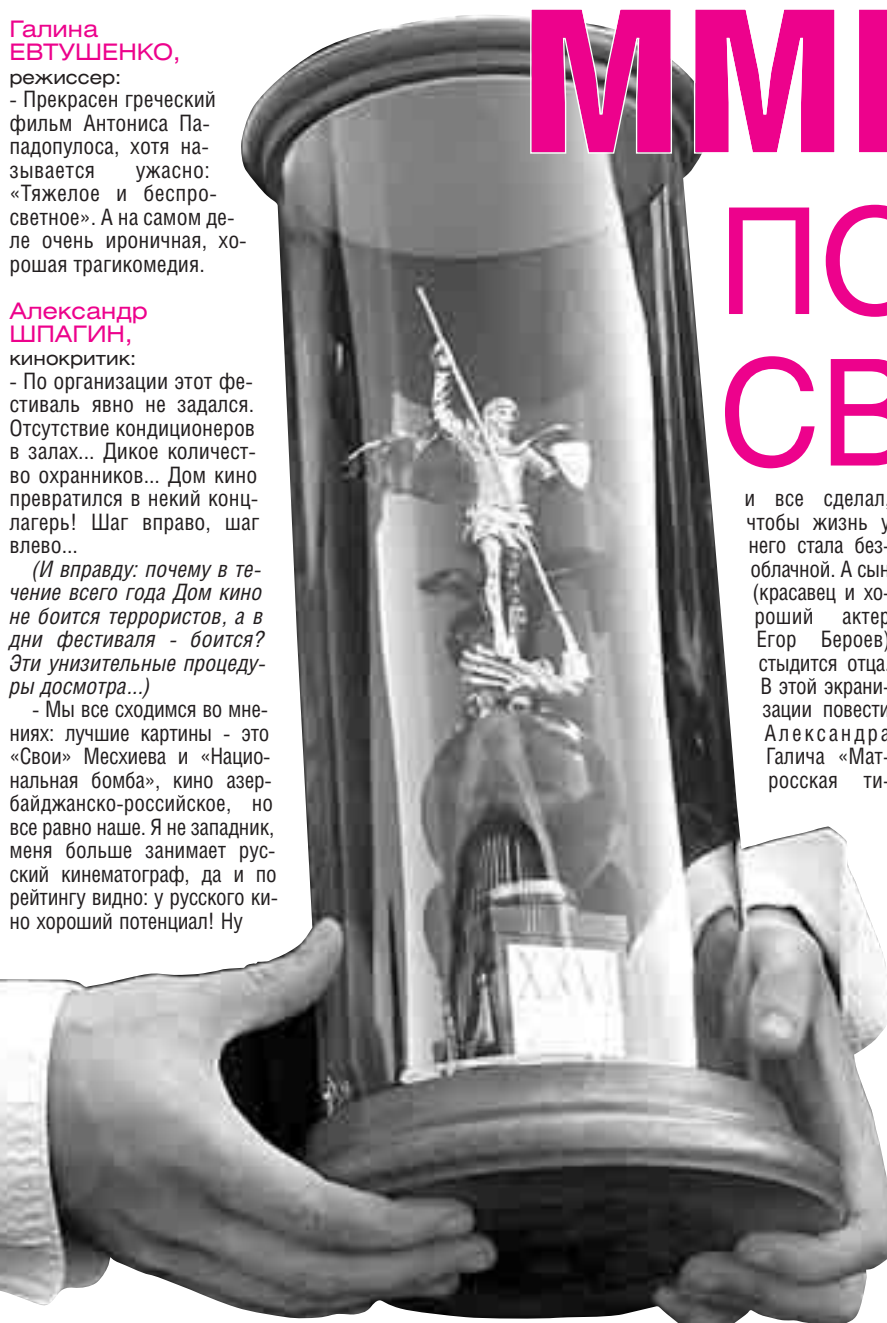 Галина
ЕВТУШЕНКО,
режиссер:
- Прекрасен греческий
фильм Антониса Па-
падопулоса, хотя на-
зывается ужасно:
«Тяжелое и беспро-
светное». А на самом де-
ле очень ироничная, хо-
рошая трагикомедия.
Александр
ШПАГИН,
кинокритик:
- По организации этот фе-
стиваль явно не задался.
Отсутствие кондиционеров
в залах... Дикое количест-
во охранников... Дом кино
превратился в некий конц-
лагерь! Шаг вправо, шаг
влево...
(И вправду: почему в те-
чение всего года Дом кино
не боится террористов, а в
дни фестиваля - боится?
Эти унизительные процеду-
ры досмотра...)
- Мы все сходимся во мне-
ниях: лучшие картины - это
«Свои» Месхиева и «Нацио-
нальная бомба», кино азер-
байджанско-российское, но
все равно наше. Я не западник,
меня больше занимает рус-
ский кинематограф, да и по
рейтингу видно: у русского ки-
но хороший потенциал! Ну
ММ
ПО
СВ
и все сделал,
чтобы жизнь у
него стала без-
облачной. А сын
(красавец и хо-
роший актер
Егор Бероев)
стыдится отца.
В этой экрани-
зации повести
Александра
Галича «Мат-
росская ти-
XXVI